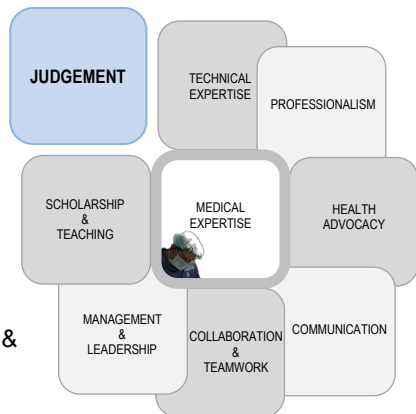 JUDGEMENT
TECHNICAL
EXPERTISE
PROFESSIONALISM
SCHOLARSHIP
&
TEACHING
MEDICAL
EXPERTISE
HEALTH
ADVOCACY
&
MANAGEMENT
&
LEADERSHIP
COLLABORATION
&
TEAMWORK
COMMUNICATION